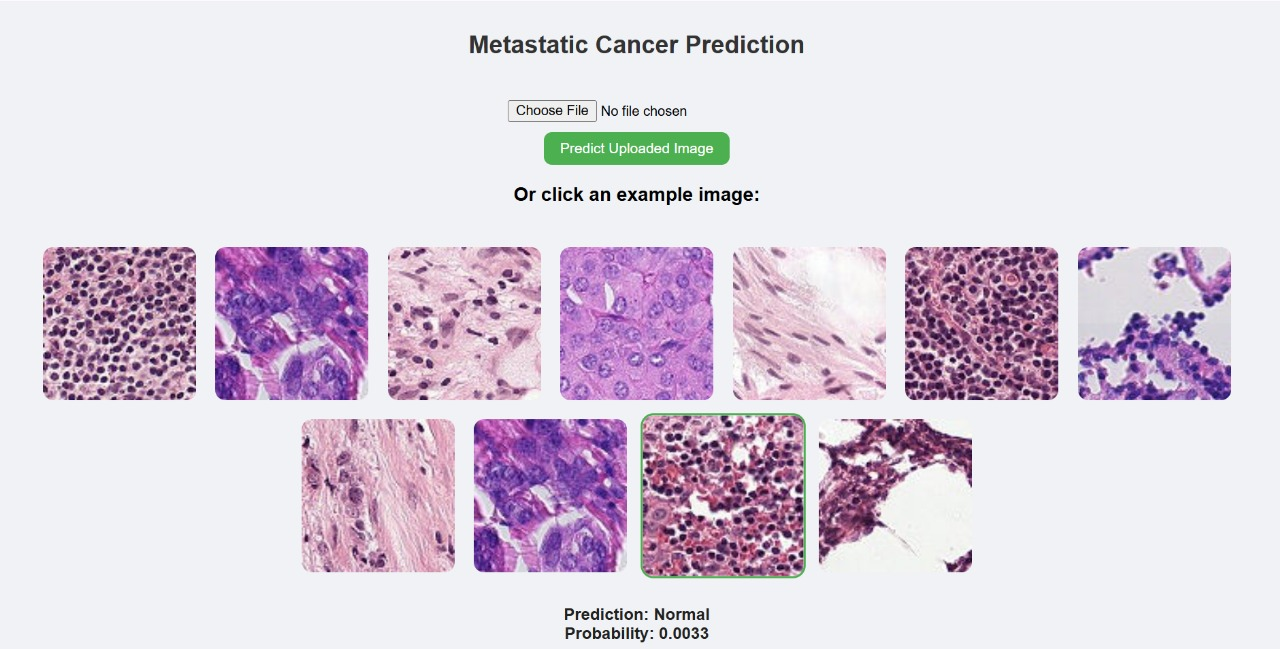 Metastatic Cancer Prediction
Choose File No file chosen
Predict Uploaded Image
Or click an example image:
Prediction: Normal
Probability: 0.0033